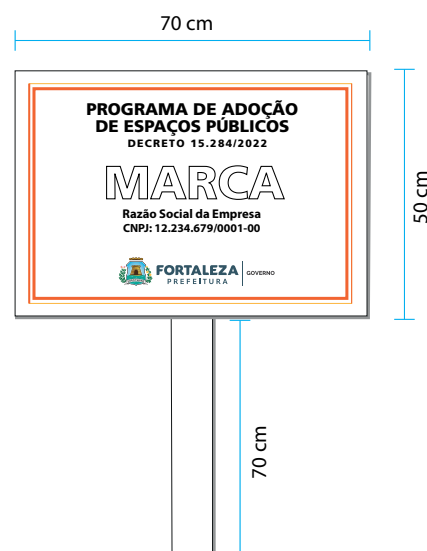 70 cm
PROGRAMA DE ADOÇÃO
DE ESPAÇOS PÚBLICOS
DECRETO 15.284/2022
MARCA
Razão Social da Empresa
CNPJ: 12.234.679/0001-00
FORTALEZA
PREFEITURA
GOVERNO
50 cm
70 cm